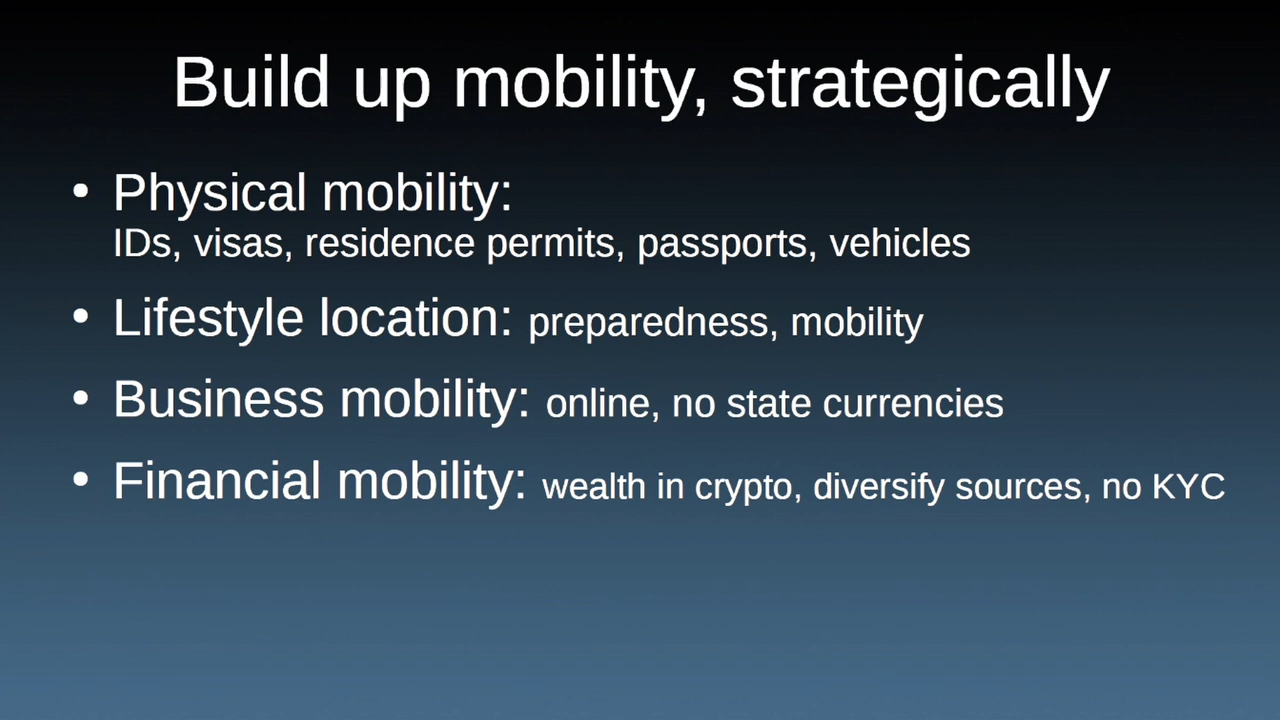 Build up mobility, strategically
• Physical mobility:
IDs, visas, residence permits, passports, vehicles
• Lifestyle location: preparedness, mobility
• Business mobility: online, no state currencies
• Financial mobility: wealth in crypto, diversify sources, no KYC